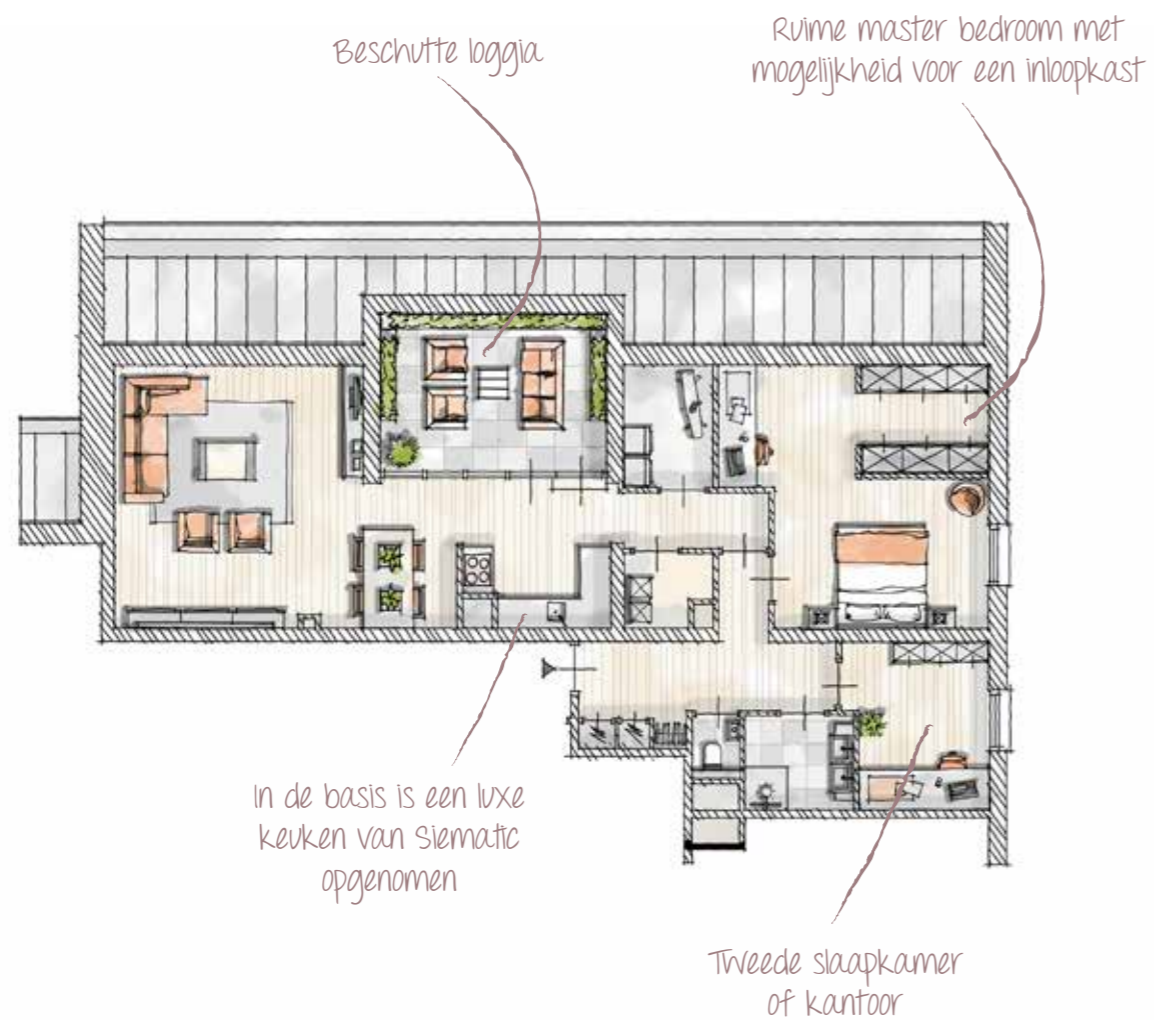 Beschutte loggia
Ruime master bedroom met
mogelijkheid voor een inloopkast
In de basis is een luxe
keuken van Siematic
opgenomen
Tweede slaapkamer
of kantoor